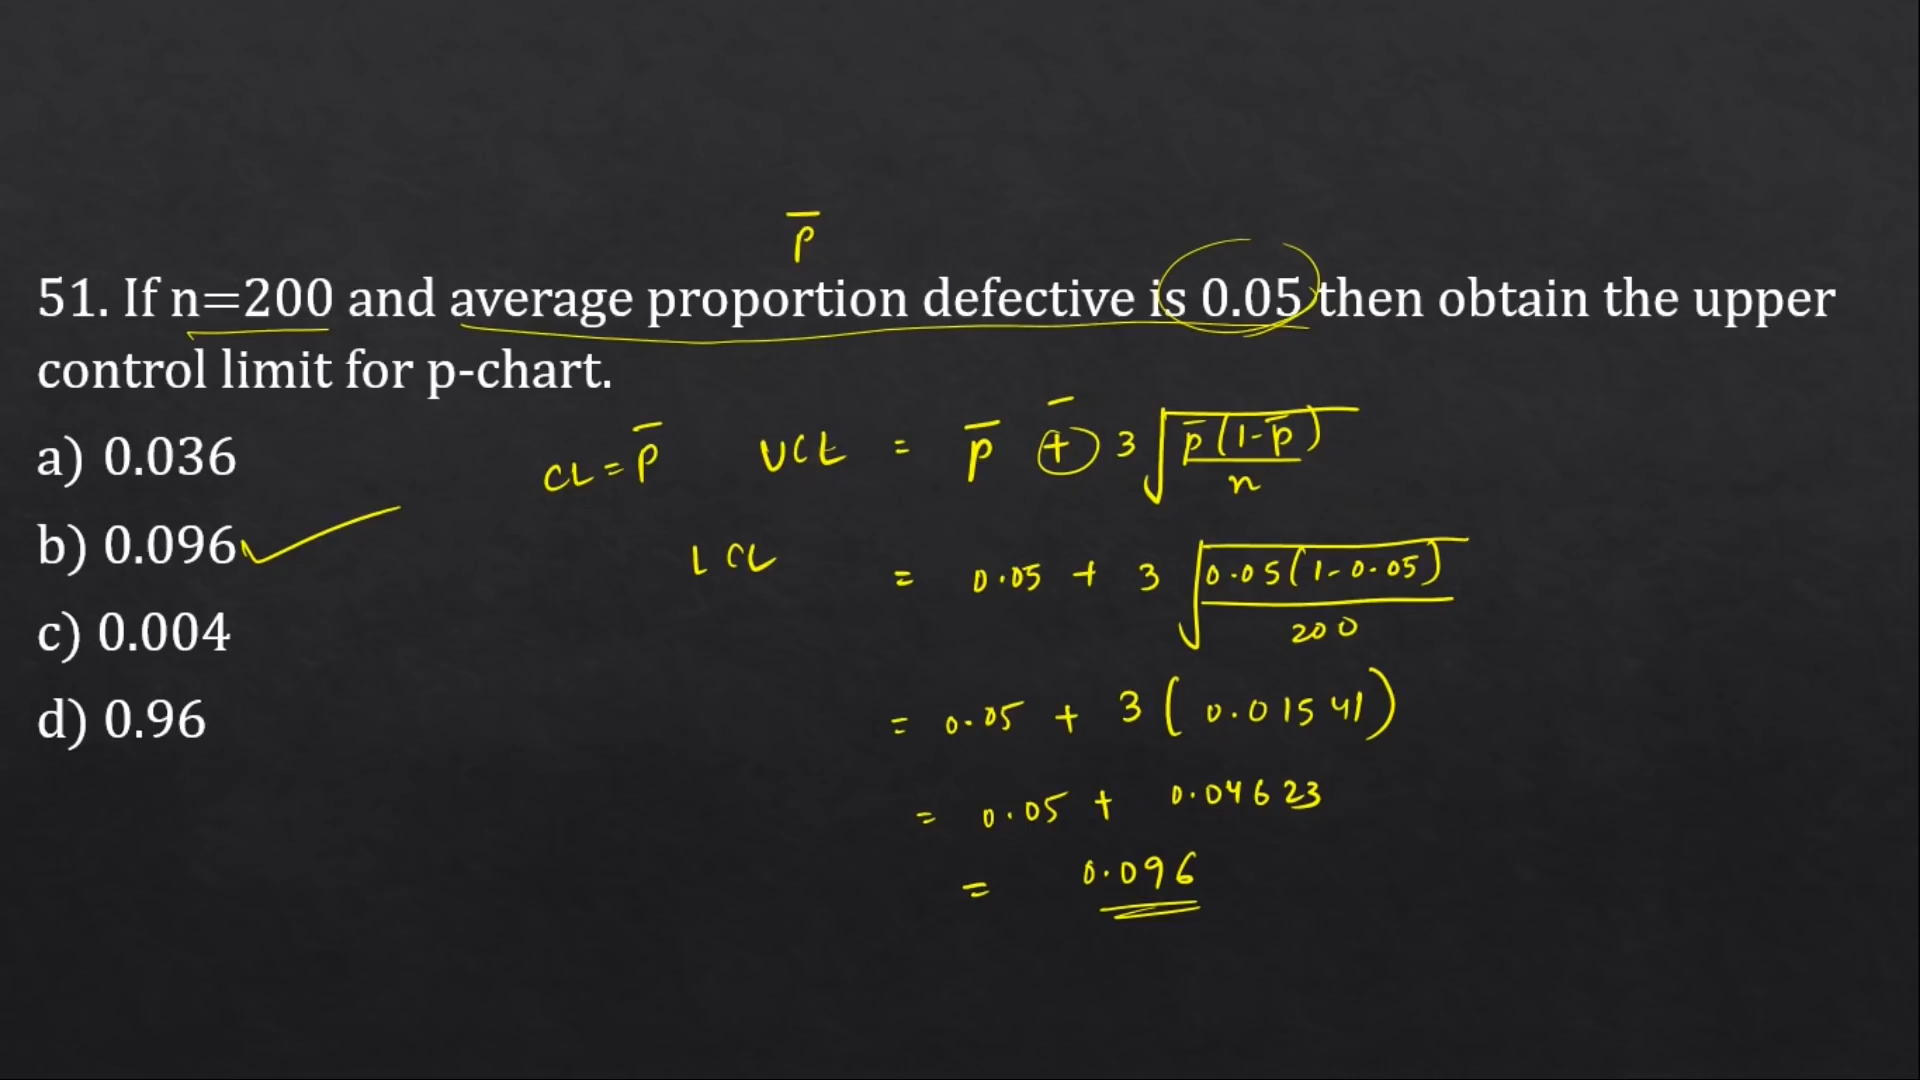 p̅
51. If n=200 and average proportion defective is 0.05 then obtain the upper
control limit for p-chart.
a) 0.036
b) 0.096 ✓
c) 0.004
d) 0.96
CL = p̅
UCL = p̅ + 3 √(p̅(1-p̅)/n)
LCL
= 0.05 + 3 √(0.05(1-0.05)/200)
= 0.05 + 3 (0.01541)
= 0.05 + 0.04623
= 0.096